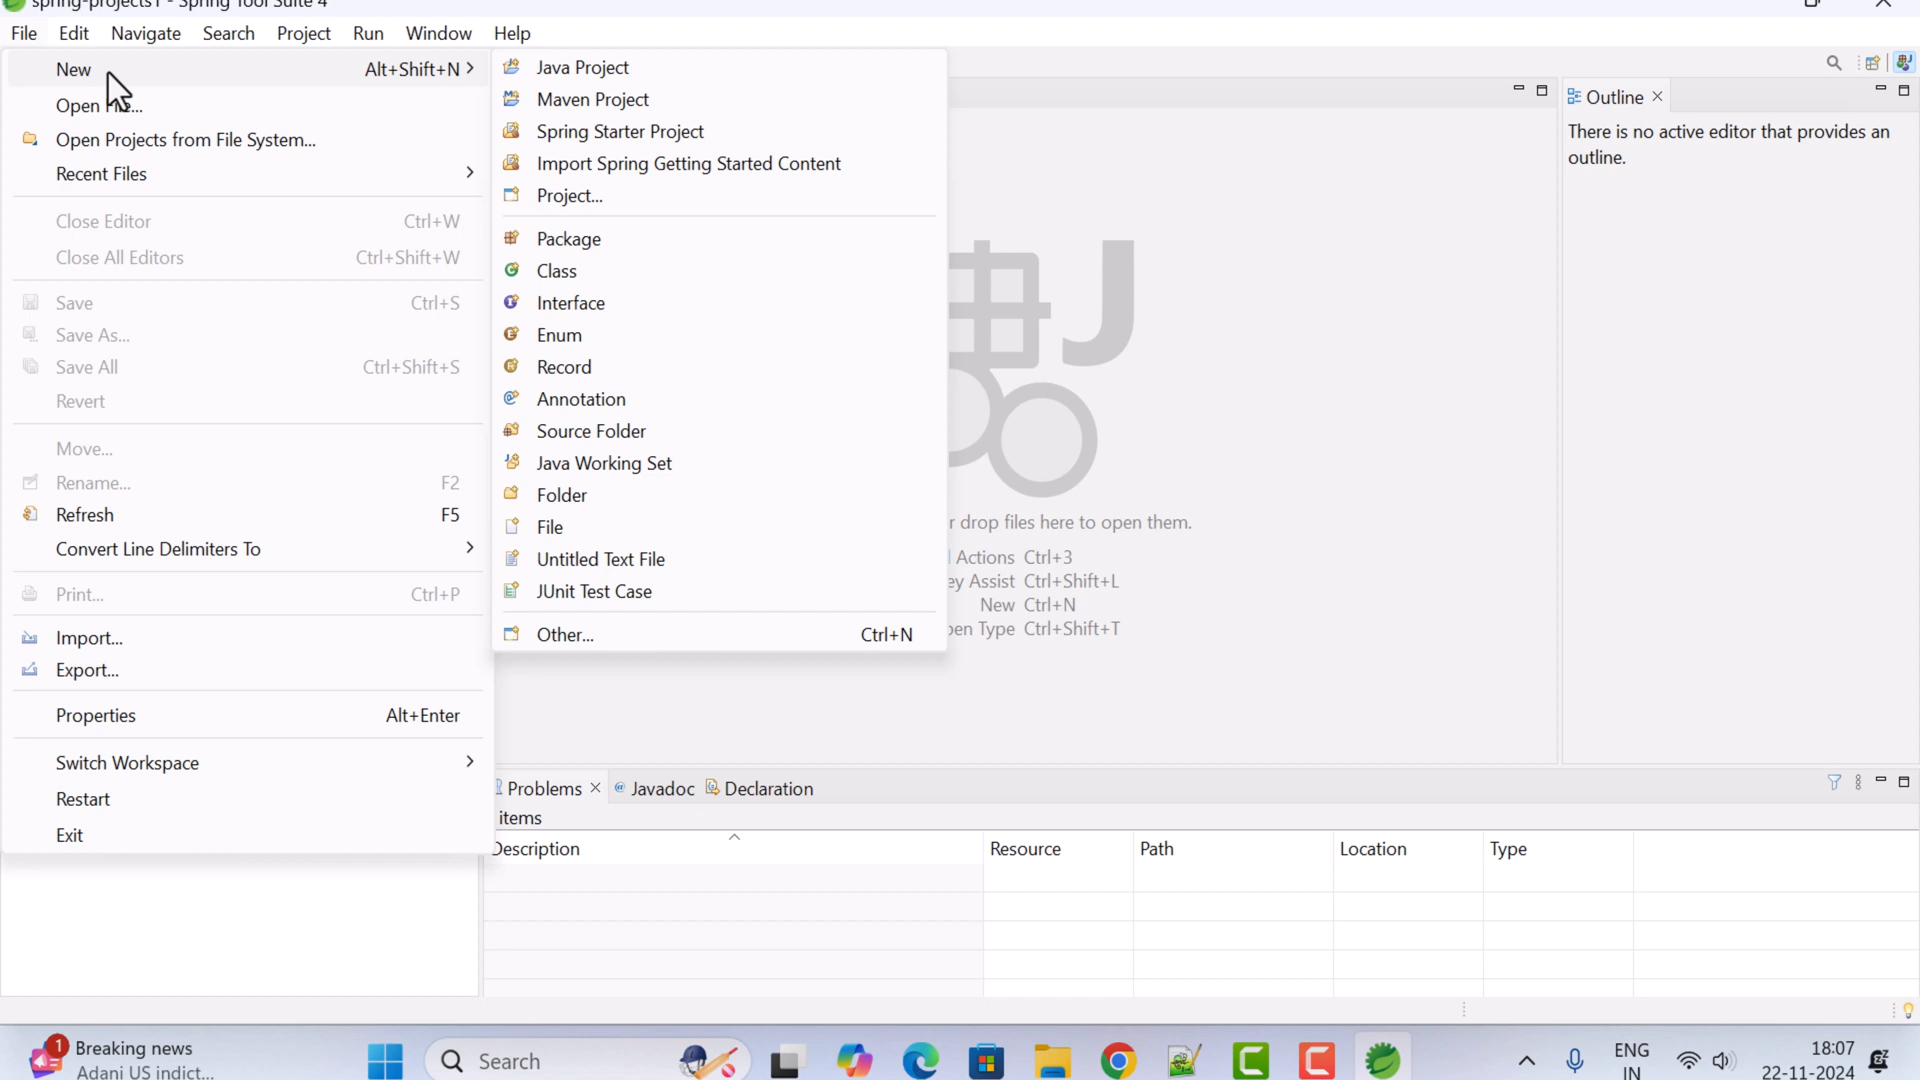 spring-projects1 - Spring Tool Suite 4
File Edit Navigate Search Project Run Window Help
New Alt+Shift+N
Open
Open Projects from File System...
Recent Files
Close Editor Ctrl+W
Close All Editors Ctrl+Shift+W
Save Ctrl+S
Save As...
Save All Ctrl+Shift+S
Revert
Move...
Rename... F2
Refresh F5
Convert Line Delimiters To
Print... Ctrl+P
Import...
Export...
Properties Alt+Enter
Switch Workspace
Restart
Exit
Java Project
Maven Project
Spring Starter Project
Import Spring Getting Started Content
Project...
Package
Class
Interface
Enum
Record
Annotation
Source Folder
Java Working Set
Folder
File
Untitled Text File
JUnit Test Case
Other... Ctrl+N
r drop files here to open them.
Actions Ctrl+3
ey Assist Ctrl+Shift+L
New Ctrl+N
pen Type Ctrl+Shift+T
Outline
There is no active editor that provides an
outline.
Problems Javadoc Declaration
items
Description Resource Path Location Type
1 Breaking news
Adani US indict...
Search
ENG
IN
18:07
22-11-2024